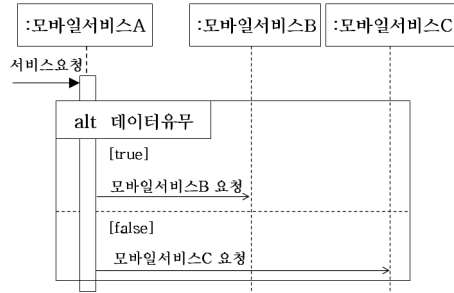 :모바일서비스A
:모바일서비스B
:모바일서비스C
서비스요청
alt 데이터유무
[true]
모바일서비스B 요청
[false]
모바일서비스C 요청